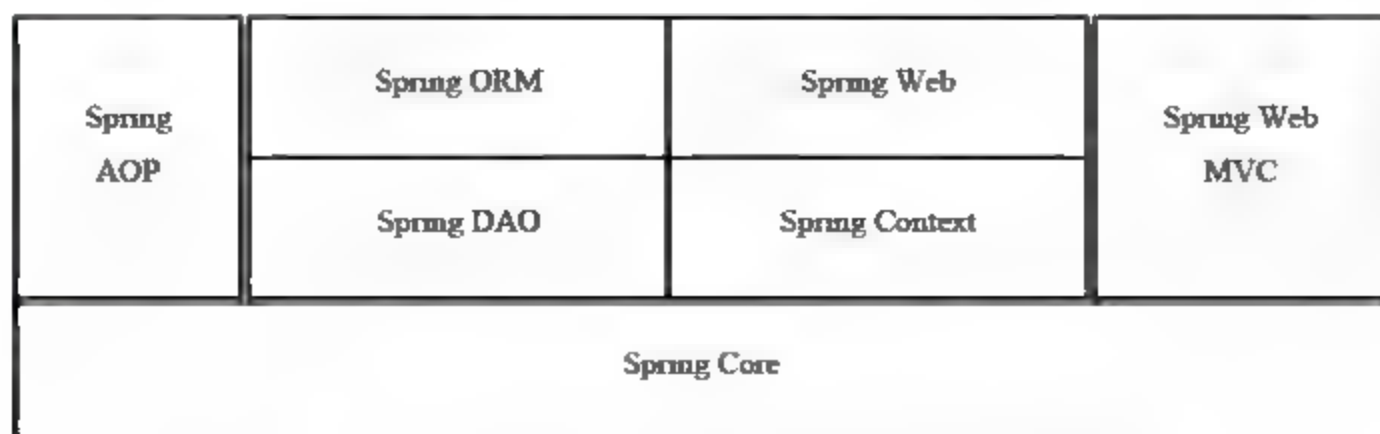 Spring ORM
Spring Web
Spring
AOP
Spring Web
MVC
Spring DAO
Spring Context
Spring Core